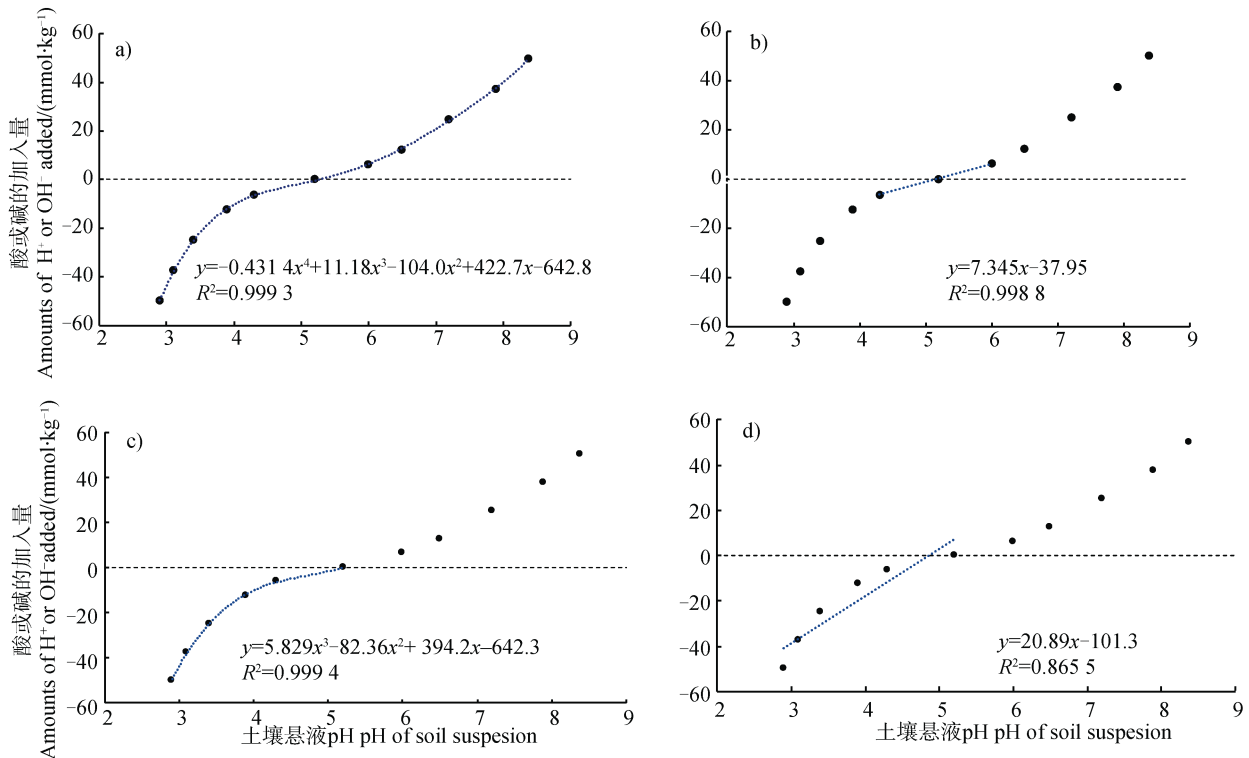 a)
60
40
20
0
−20
−40
−60
2 3 4 5 6 7 8 9
y=−0.431 4x⁴+11.18x³−104.0x²+422.7x−642.8
R²=0.999 3
酸或碱的加入量
Amounts of H⁺ or OH⁻ added/(mmol·kg⁻¹)
b)
60
40
20
0
−20
−40
−60
2 3 4 5 6 7 8 9
y=7.345x−37.95
R²=0.998 8
c)
60
40
20
0
−20
−40
−60
2 3 4 5 6 7 8 9
y=5.829x³−82.36x²+ 394.2x−642.3
R²=0.999 4
酸或碱的加入量
Amounts of H⁺ or OH⁻added/(mmol·kg⁻¹)
土壤悬液pH pH of soil suspesion
d)
60
40
20
0
−20
−40
−60
2 3 4 5 6 7 8 9
y=20.89x−101.3
R²=0.865 5
土壤悬液pH pH of soil suspesion